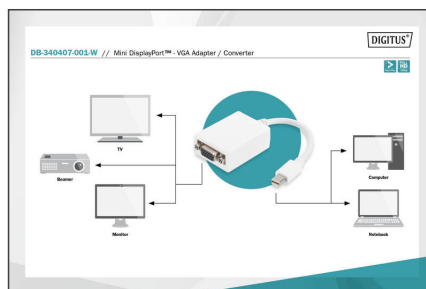 DIGITUS®
DB-340407-001-W // Mini DisplayPort™ - VGA Adapter / Converter
TV
Beamer
Monitor
Computer
Notebook